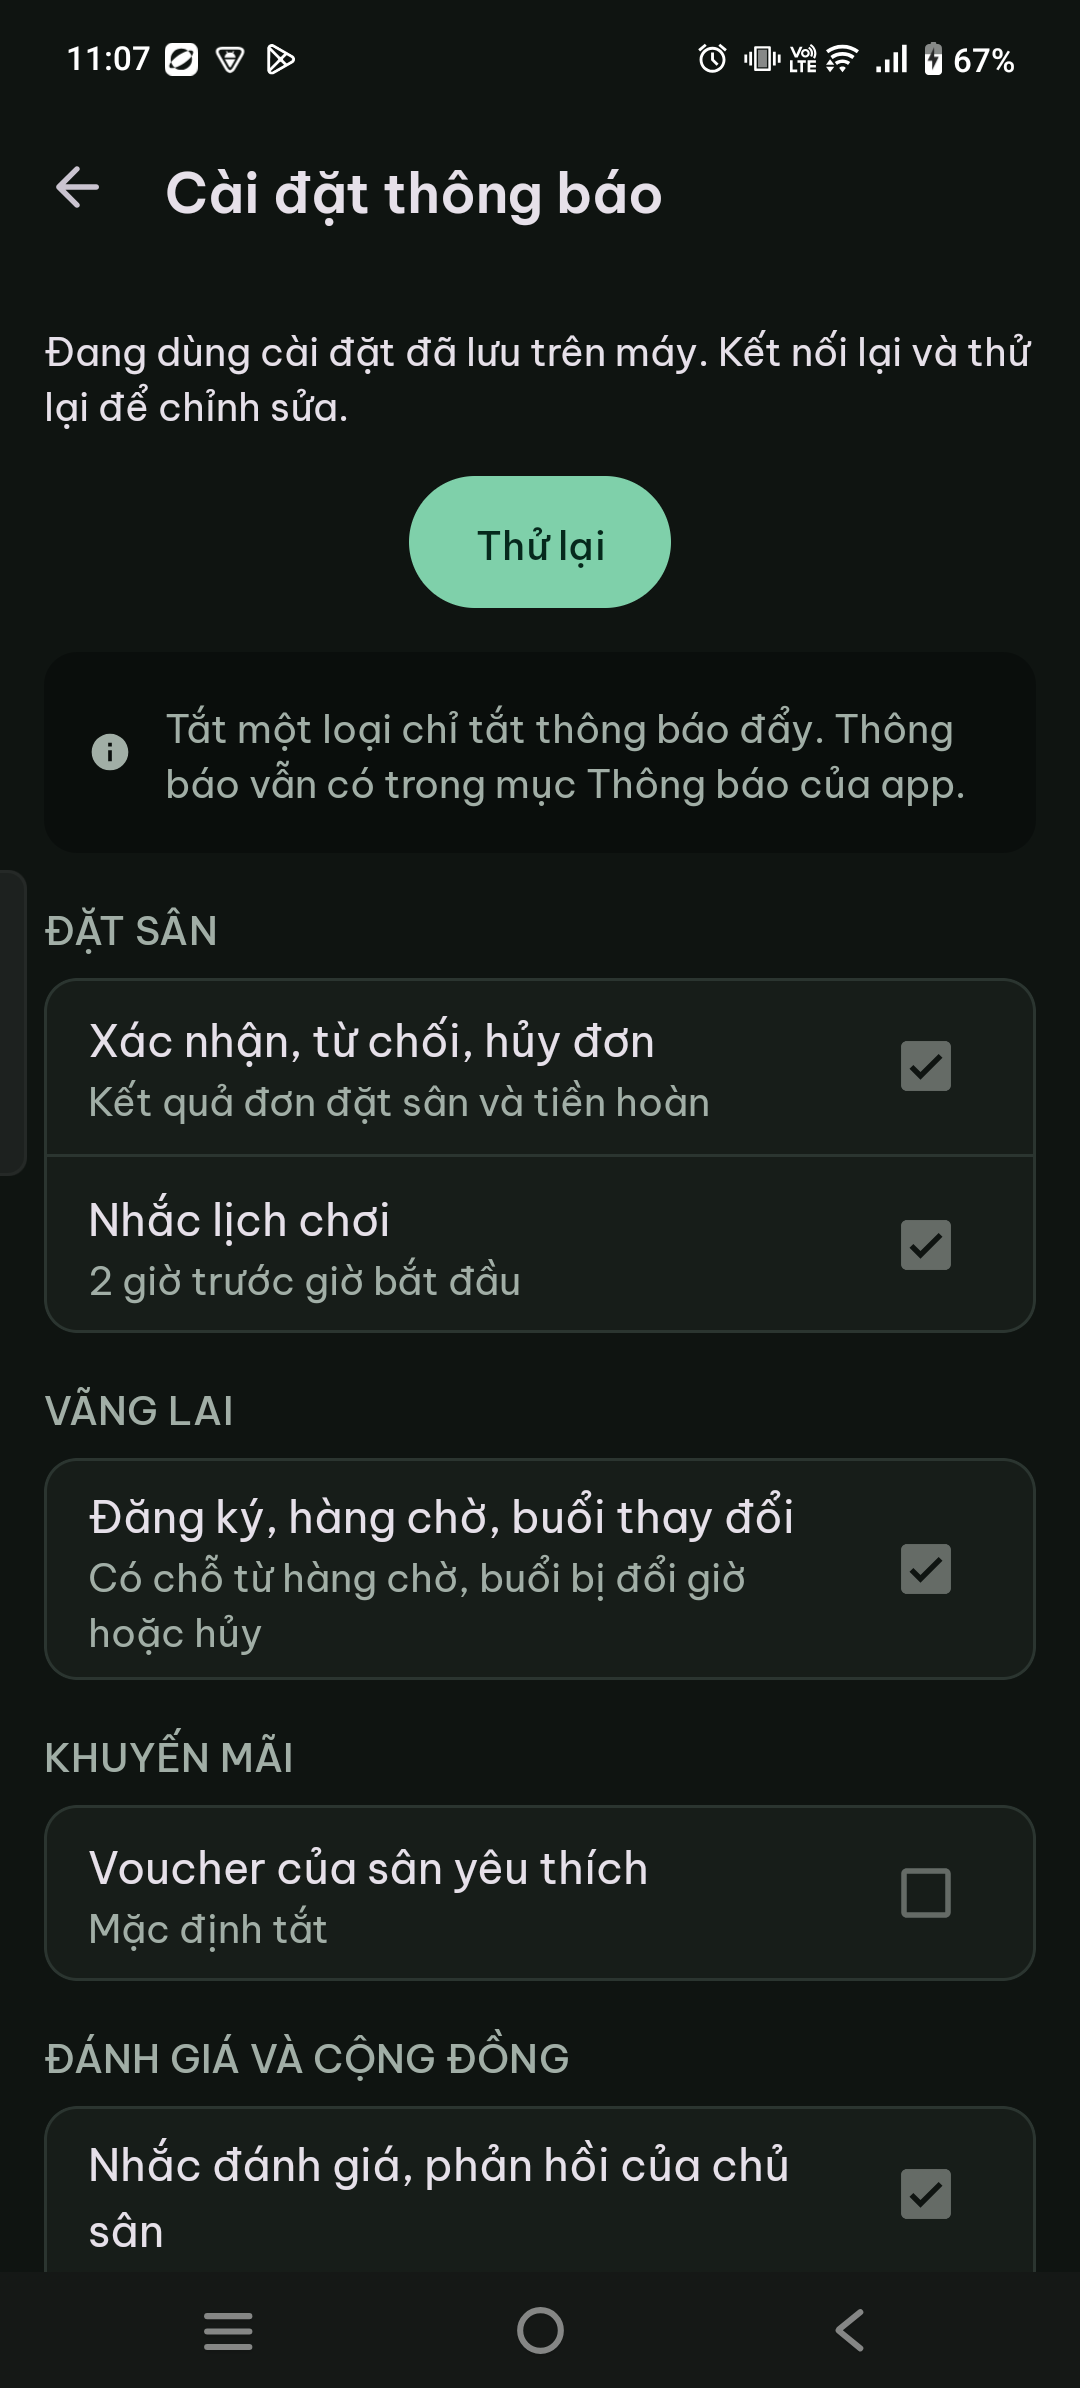 11:07
VoLTE
67%
Cài đặt thông báo
Đang dùng cài đặt đã lưu trên máy. Kết nối lại và thử
lại để chỉnh sửa.
Thử lại
Tắt một loại chỉ tắt thông báo đẩy. Thông
báo vẫn có trong mục Thông báo của app.
ĐẶT SÂN
Xác nhận, từ chối, hủy đơn
Kết quả đơn đặt sân và tiền hoàn
Nhắc lịch chơi
2 giờ trước giờ bắt đầu
VÃNG LAI
Đăng ký, hàng chờ, buổi thay đổi
Có chỗ từ hàng chờ, buổi bị đổi giờ
hoặc hủy
KHUYẾN MÃI
Voucher của sân yêu thích
Mặc định tắt
ĐÁNH GIÁ VÀ CỘNG ĐỒNG
Nhắc đánh giá, phản hồi của chủ
sân